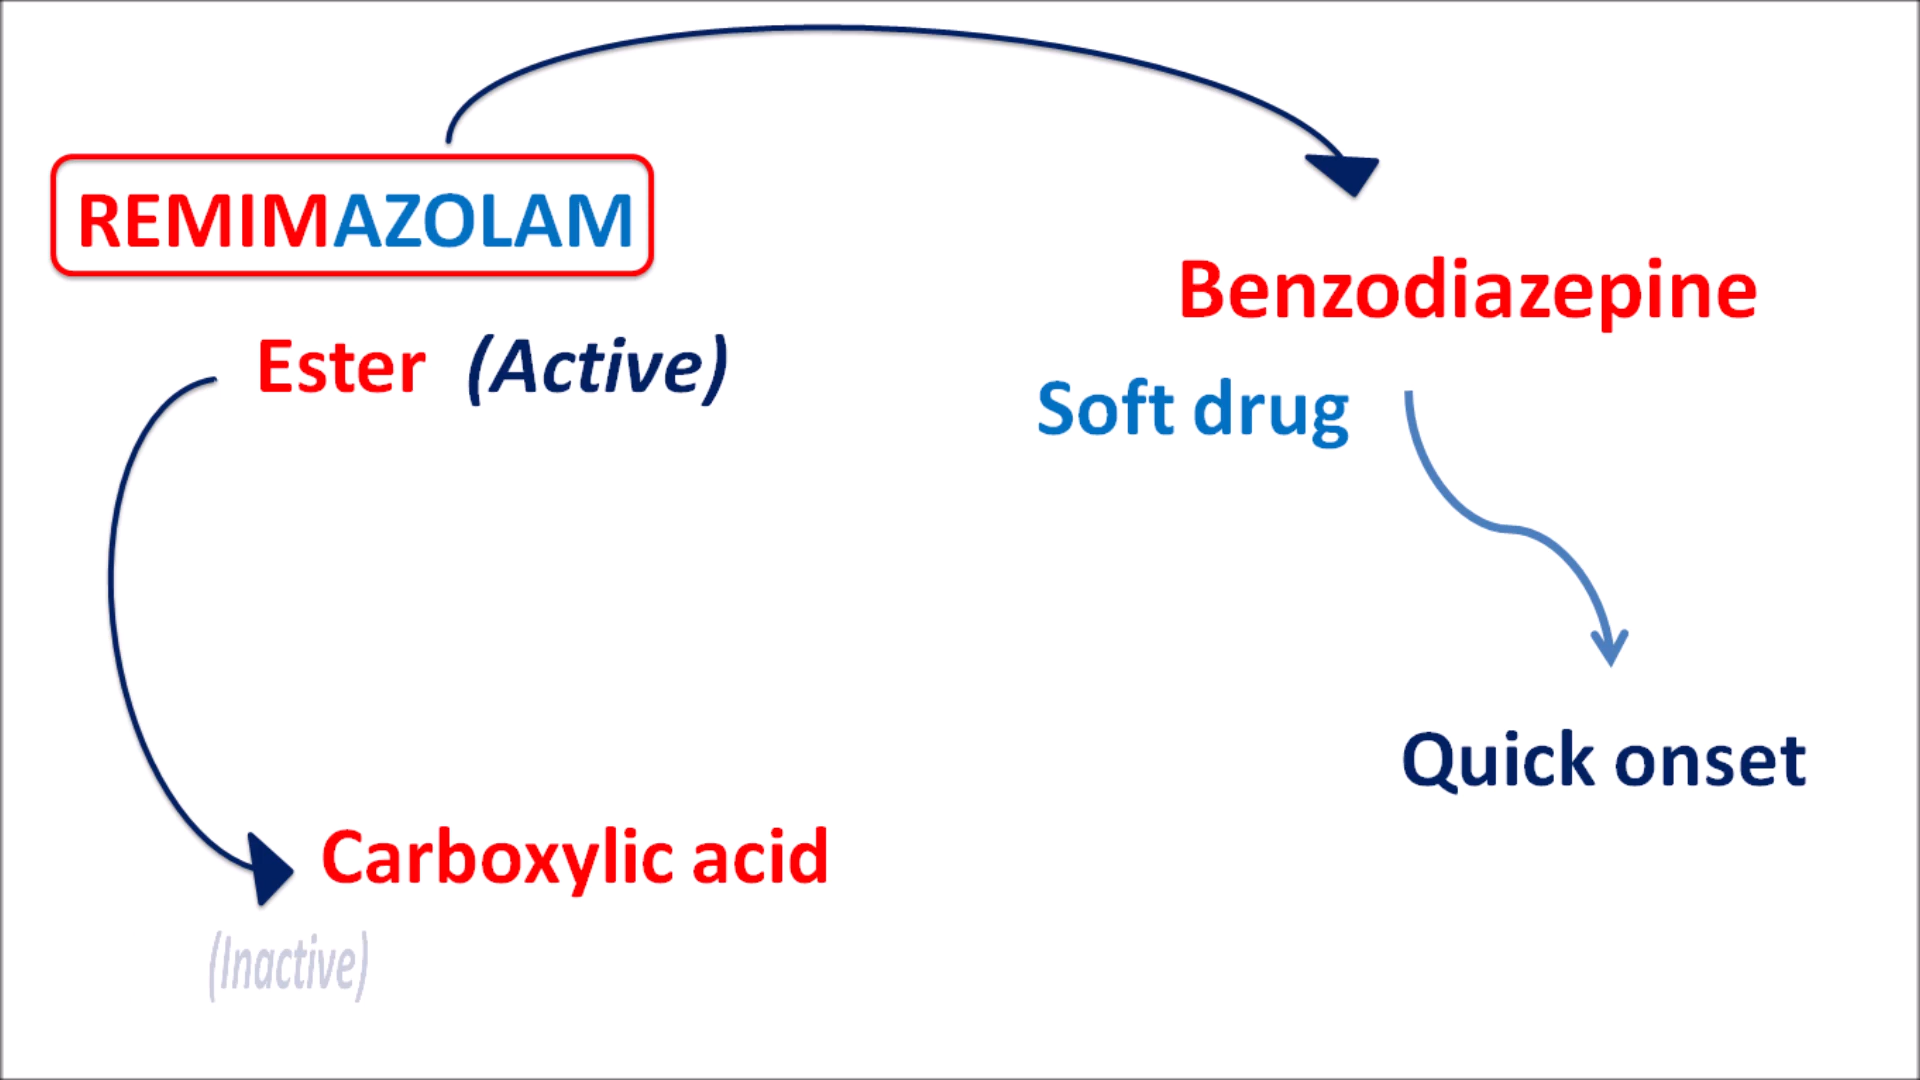 REMIMAZOLAM
Benzodiazepine
Ester (Active)
Soft drug
Quick onset
Carboxylic acid
(Inactive)